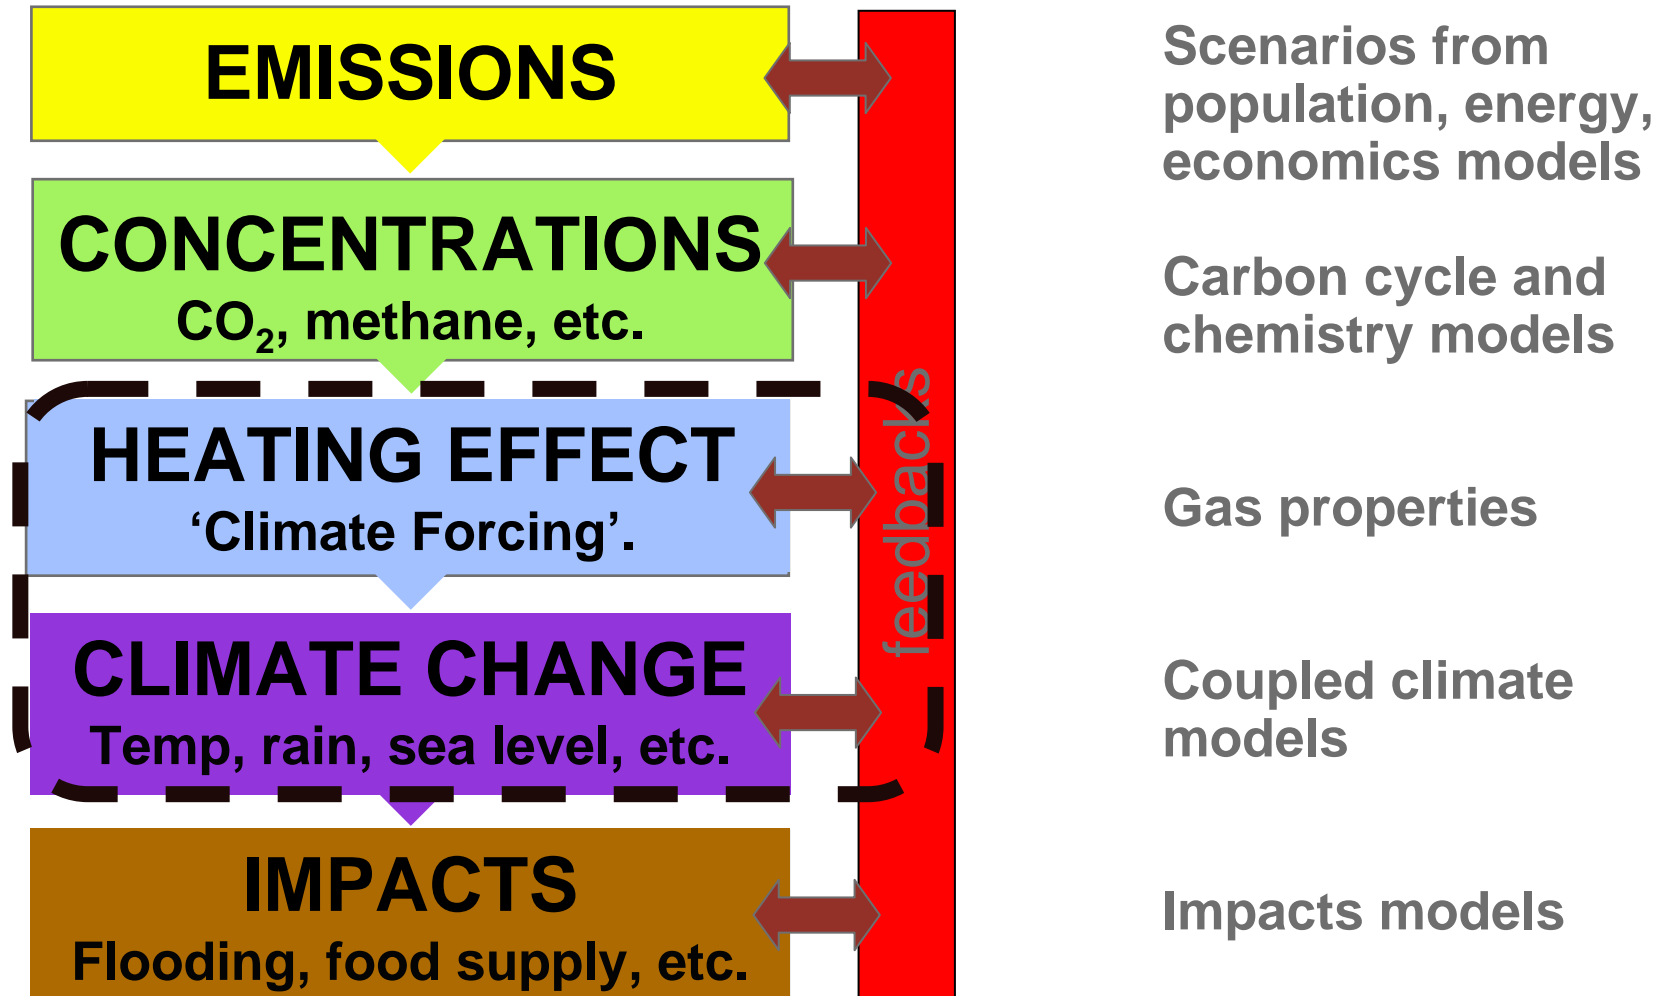 EMISSIONS
CONCENTRATIONS
CO₂, methane, etc.
HEATING EFFECT
‘Climate Forcing’.
CLIMATE CHANGE
Temp, rain, sea level, etc.
IMPACTS
Flooding, food supply, etc.
feedbacks
Scenarios from
population, energy,
economics models
Carbon cycle and
chemistry models
Gas properties
Coupled climate
models
Impacts models